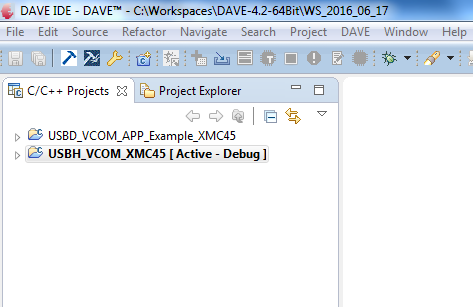 DAVE IDE - DAVE™ - C:\Workspaces\DAVE-4.2-64Bit\WS_2016_06_17
File Edit Source Refactor Navigate Search Project DAVE Window Help
C/C++ Projects Project Explorer
USBD_VCOM_APP_Example_XMC45
USBH_VCOM_XMC45 [ Active - Debug ]